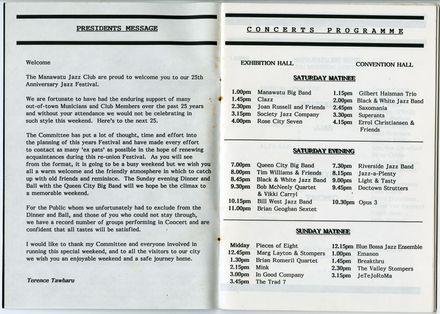 PRESIDENTS MESSAGE
Welcome
The Manawatu Jazz Club are proud to welcome you to our 25th
Anniversary Jazz Festival.
We are fortunate to have had the enduring support of many
out-of-town Musicians and Club Members over the past 25 years
and without your attendance we would not be celebrating in
such style this weekend. Here's to the next 25.
The Committee has put a lot of thought, time and effort into
the planning of this years Festival and have made every effort
to contact as many 'ex pats' as possible in the hope of renewing
acquaintances during this re-union Festival. As you will see
from the format, it is going to be a busy weekend but we wish you
all a warm welcome and the friendly atmosphere in which to catch
up with old friends and reminisce. The Sunday evening Dinner and
Ball with the Queen City Big Band will we hope be the climax to
a memorable weekend.
For the Public whom we unfortunately had to exclude from the
Dinner and Ball, and those of you who could not stay through,
we have a record number of groups performing in Concert and are
confident that all tastes will be satisfied.
I would like to thank my Committee and everyone involved in
running this special weekend, and to all the visitors to our city
we wish you an enjoyable weekend and a safe journey home.
Terence Tawharu
CONCERTS PROGRAMME
EXHIBITION HALL
CONVENTION HALL
SATURDAY MATINEE
1.00pm Manawatu Big Band
1.45pm Clazz
2.30pm Joan Russell and Friends
3.15pm Society Jazz Company
4.00pm Rose City Seven
1.15pm Gilbert Haisman Trio
2.00pm Black & White Jazz Band
2.45pm Saxomania
3.30pm Superants
4.15pm Errol Christiansen &
Friends
SATURDAY EVENING
7.00pm Queen City Big Band
8.00pm Tim Williams & Friends
8.45pm Black & White Jazz Band
9.30pm Bob McNeely Quartet
& Vikki Carryl
10.15pm Bill West Jazz Band
11.00pm Brian Geoghan Sextet
7.30pm Riverside Jazz Band
8.15pm Jazz-a-Plenty
9.00pm Light & Tasty
9.45pm Doctown Strutters
10.30pm Opus 3
SUNDAY MATINEE
Midday Pieces of Eight
12.45pm Marg Layton & Stompers
1.30pm Brian Romeril Quartet
2.15pm Mink
3.00pm In Good Company
3.45pm The Trad 7
12.15pm Blue Bossa Jazz Ensemble
1.00pm Emanon
1.45pm Breakthru
2.30pm The Valley Stompers
3.15pm JeTeJoRoMa